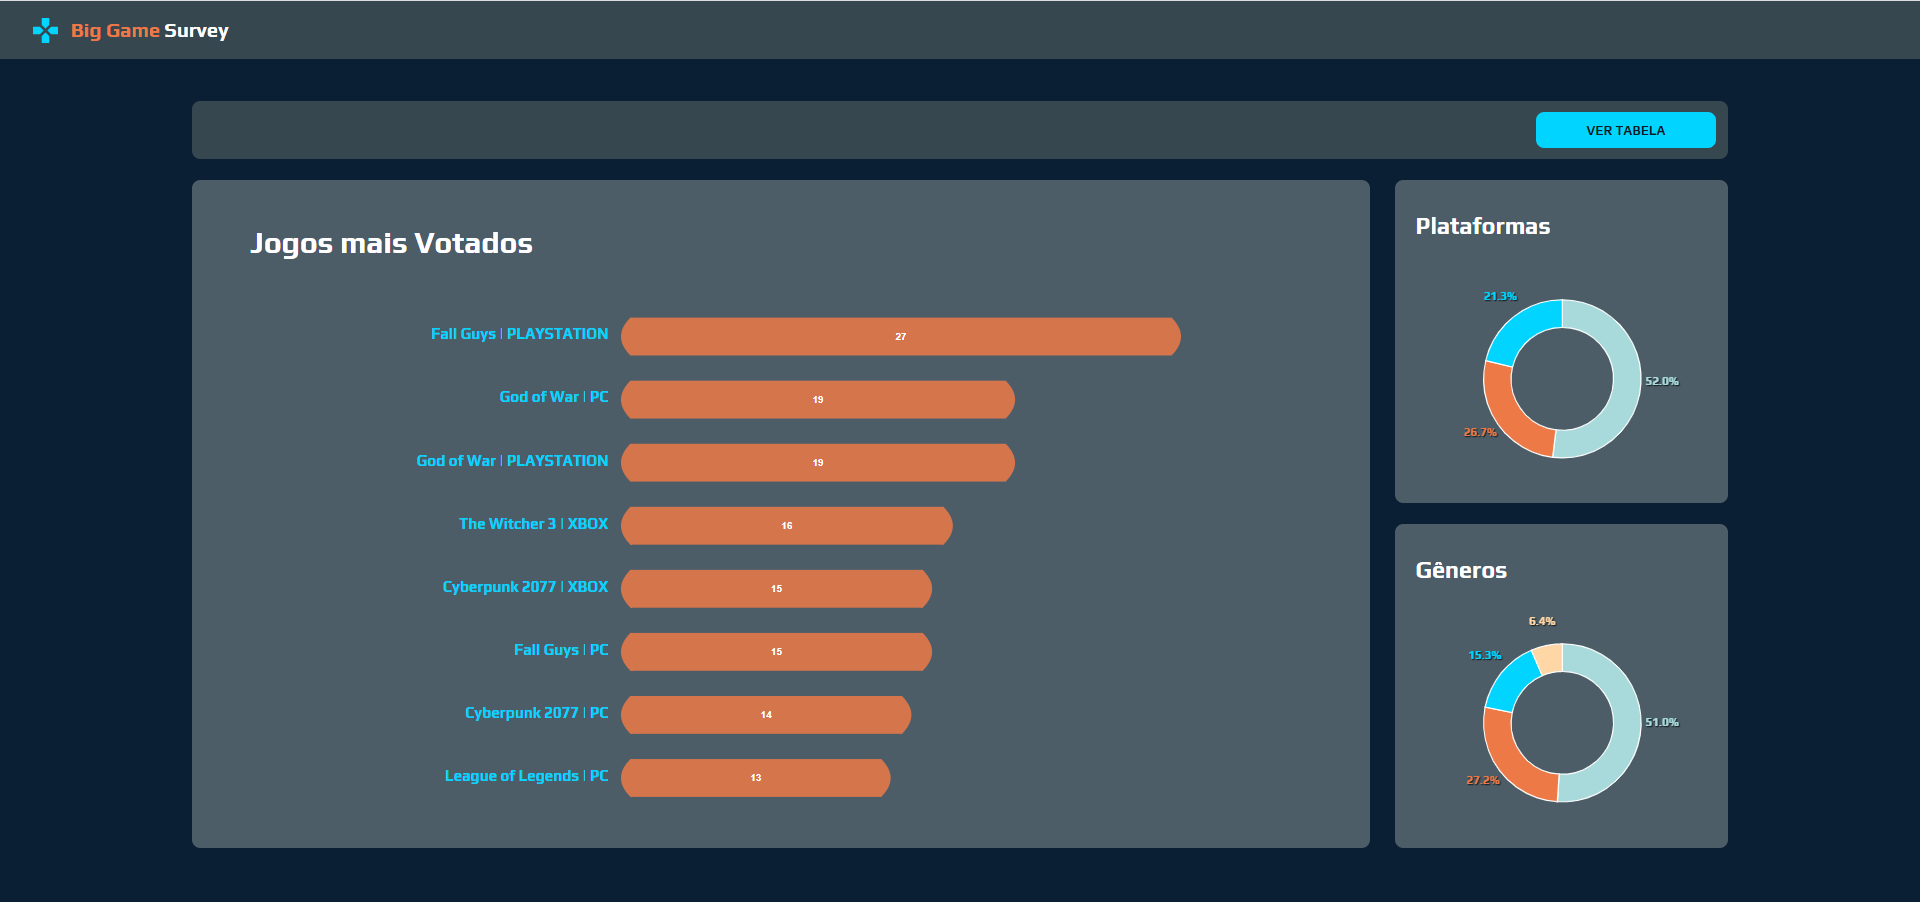 Big Game Survey
VER TABELA
Jogos mais Votados
Fall Guys | PLAYSTATION 27
God of War | PC 19
God of War | PLAYSTATION 19
The Witcher 3 | XBOX 16
Cyberpunk 2077 | XBOX 15
Fall Guys | PC 15
Cyberpunk 2077 | PC 14
League of Legends | PC 13
Plataformas
21.3%
52.0%
26.7%
Gêneros
6.4%
15.3%
51.0%
27.2%